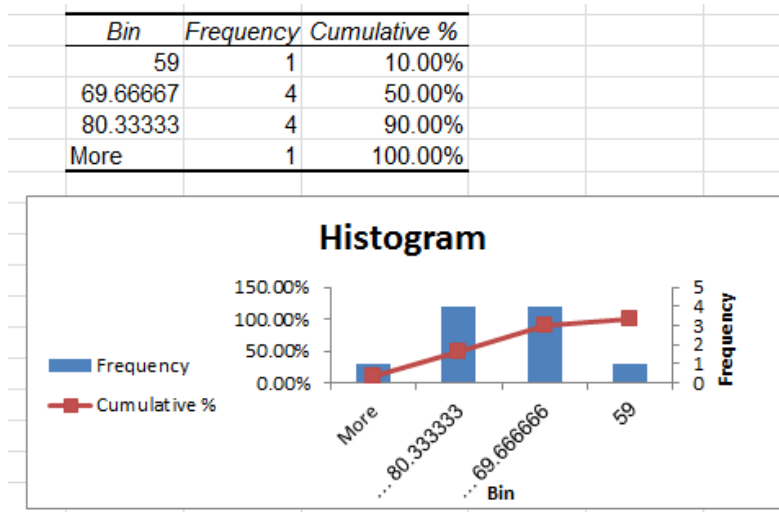 Bin Frequency Cumulative %
59 1 10.00%
69.66667 4 50.00%
80.33333 4 90.00%
More 1 100.00%
Histogram
150.00%
100.00%
50.00%
0.00%
5
4
3
2
1
0
Frequency
Frequency
Cumulative %
More
...80.333333
...69.666666
59
Bin